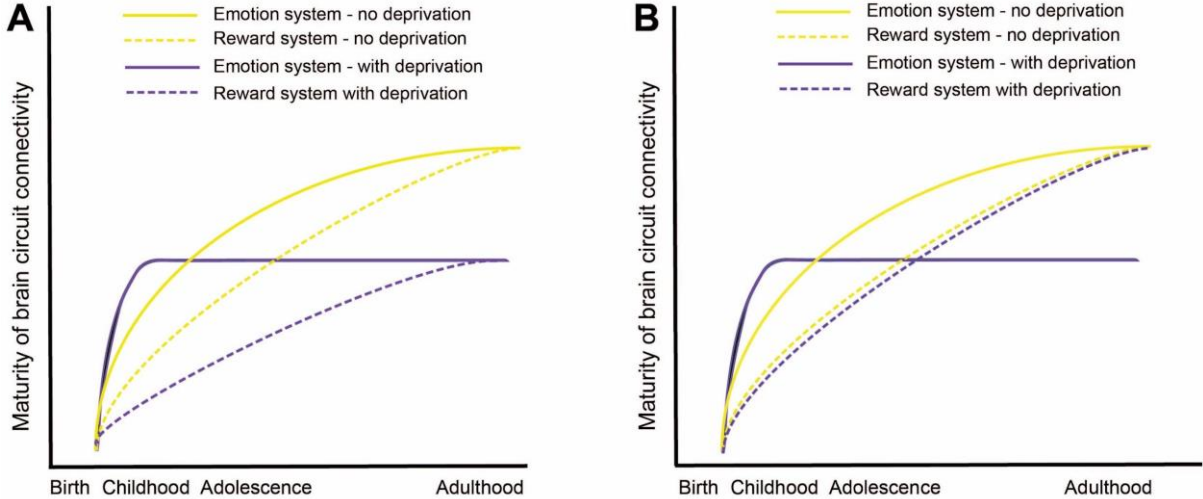 A
Emotion system - no deprivation
Reward system - no deprivation
Emotion system - with deprivation
Reward system with deprivation
Maturity of brain circuit connectivity
Birth Childhood Adolescence Adulthood
B
Emotion system - no deprivation
Reward system - no deprivation
Emotion system - with deprivation
Reward system with deprivation
Maturity of brain circuit connectivity
Birth Childhood Adolescence Adulthood